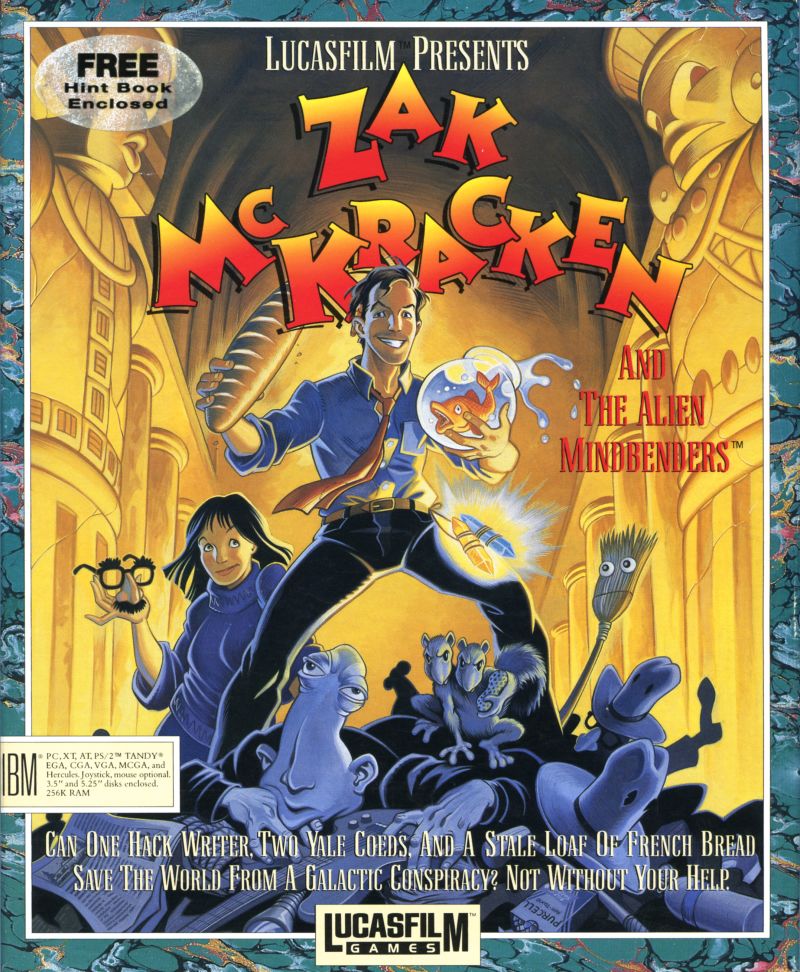 LUCASFILM™ PRESENTS
FREE
Hint Book
Enclosed
ZAK
MCKRACKEN
AND
THE ALIEN
MINDBENDERS™
IBM® PC, XT, AT, PS/2™ TANDY®
EGA, CGA, VGA, MCGA, and
Hercules. Joystick, mouse optional.
3.5" and 5.25" disks enclosed.
256K RAM
CAN ONE HACK WRITER, TWO YALE COEDS, AND A STALE LOAF OF FRENCH BREAD
SAVE THE WORLD FROM A GALACTIC CONSPIRACY? NOT WITHOUT YOUR HELP.
PURCELL
LUCASFILM™
GAMES